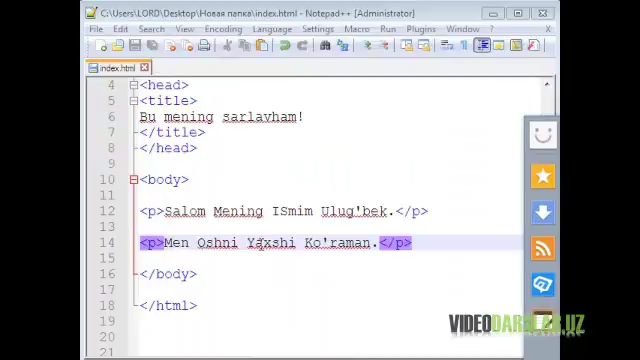 C:\Users\LORD\Desktop\Новая папка\index.html - Notepad++ [Administrator]
File Edit Search View Encoding Language Settings Macro Run Plugins Window ?
index.html
4 <head>
5 <title>
6 Bu mening sarlavham!
7 </title>
8 </head>
9
10 <body>
11
12 <p>Salom Mening ISmim Ulug'bek.</p>
13
14 <p>Men Oshni Yaxshi Ko'raman.</p>
15
16 </body>
17
18 </html>
19
20
21
VIDEODARSLAR.UZ